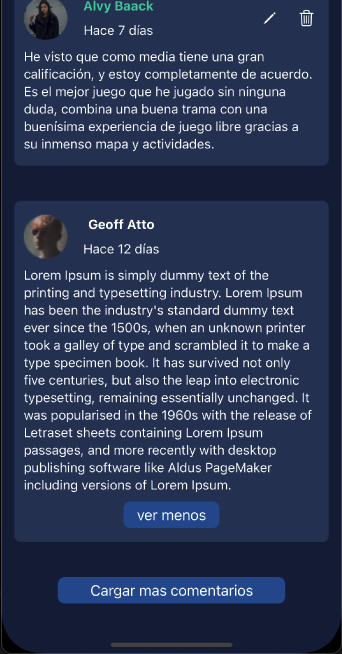 Alvy Baack
Hace 7 días
He visto que como media tiene una gran
calificación, y estoy completamente de acuerdo.
Es el mejor juego que he jugado sin ninguna
duda, combina una buena trama con una
buenísima experiencia de juego libre gracias a
su inmenso mapa y actividades.
Geoff Atto
Hace 12 días
Lorem Ipsum is simply dummy text of the
printing and typesetting industry. Lorem Ipsum
has been the industry's standard dummy text
ever since the 1500s, when an unknown printer
took a galley of type and scrambled it to make a
type specimen book. It has survived not only
five centuries, but also the leap into electronic
typesetting, remaining essentially unchanged. It
was popularised in the 1960s with the release of
Letraset sheets containing Lorem Ipsum
passages, and more recently with desktop
publishing software like Aldus PageMaker
including versions of Lorem Ipsum.
ver menos
Cargar mas comentarios